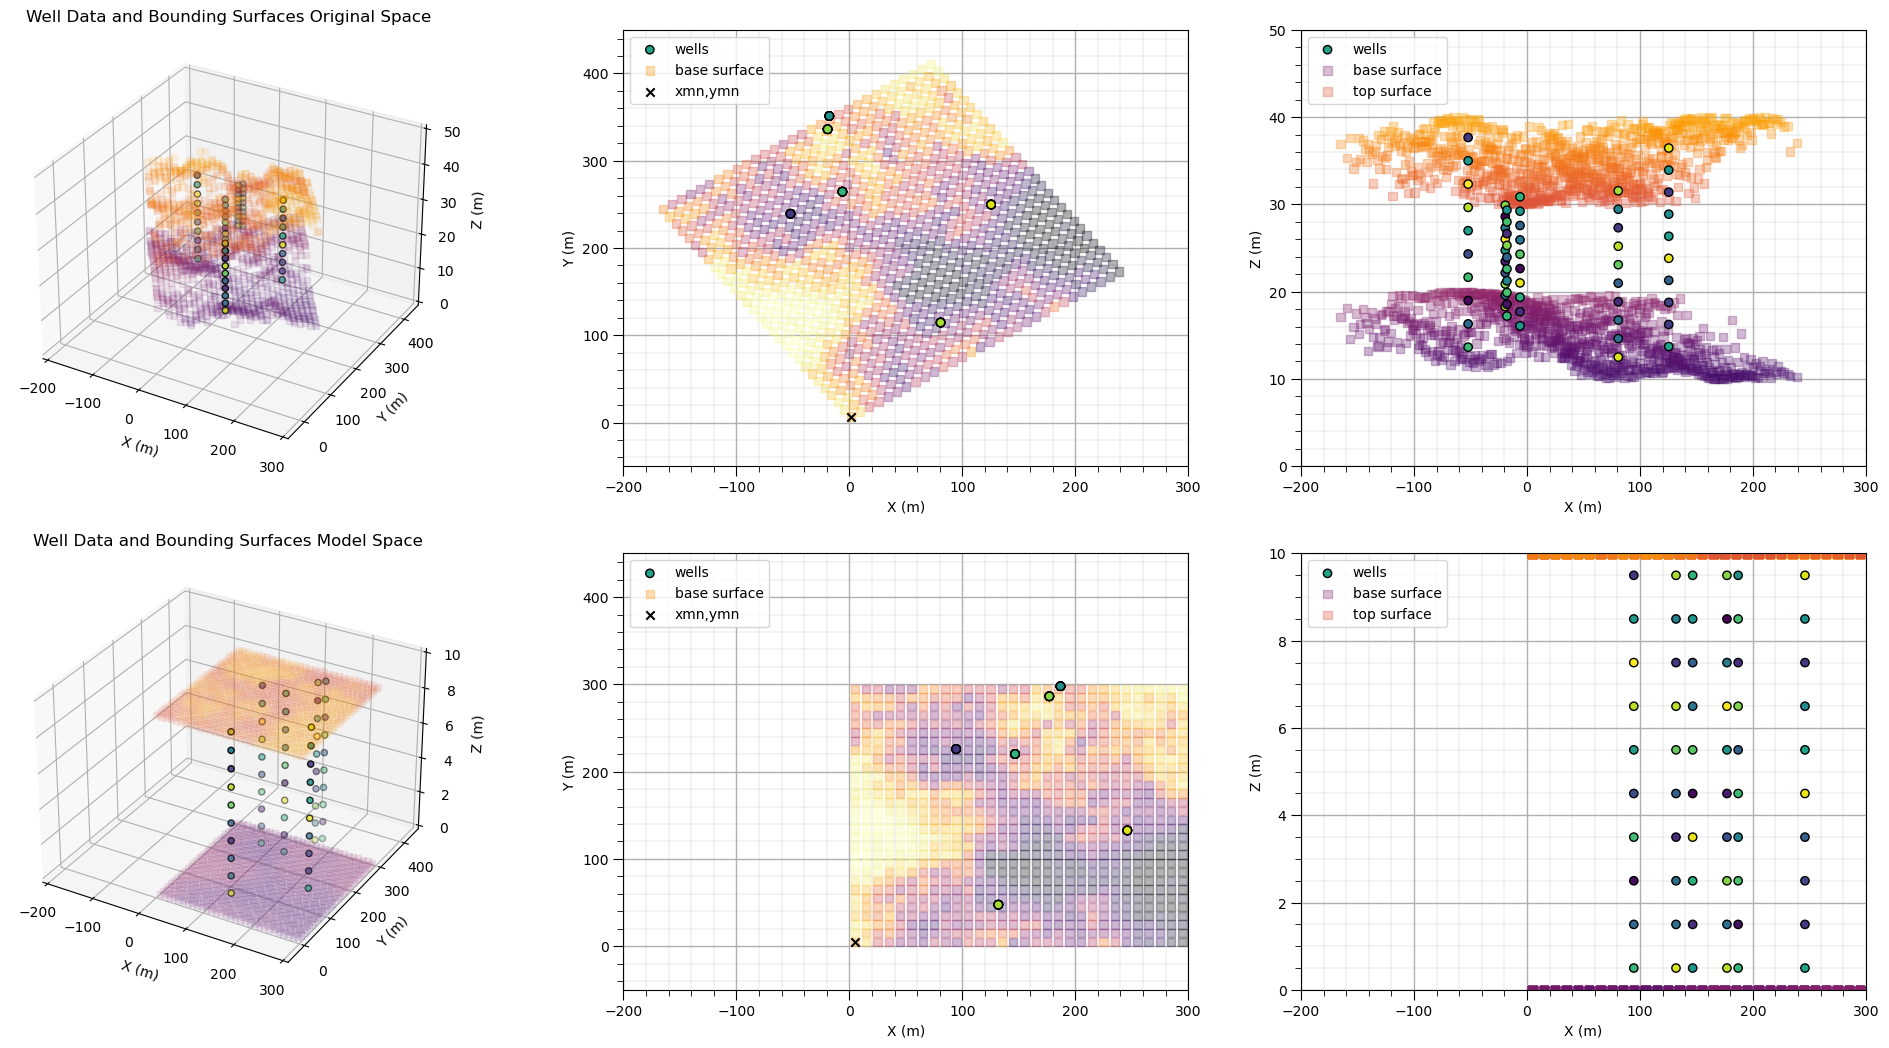 Well Data and Bounding Surfaces Original Space
50
40
30
20
10
0
Z (m)
400
300
200
100
0
Y (m)
−200
−100
0
100
200
300
X (m)
wells
base surface
xmn,ymn
400
300
200
100
0
Y (m)
−200
−100
0
100
200
300
X (m)
wells
base surface
top surface
50
40
30
20
10
0
Z (m)
−200
−100
0
100
200
300
X (m)
Well Data and Bounding Surfaces Model Space
10
8
6
4
2
0
Z (m)
400
300
200
100
0
Y (m)
−200
−100
0
100
200
300
X (m)
wells
base surface
xmn,ymn
400
300
200
100
0
Y (m)
−200
−100
0
100
200
300
X (m)
wells
base surface
top surface
10
8
6
4
2
0
Z (m)
−200
−100
0
100
200
300
X (m)